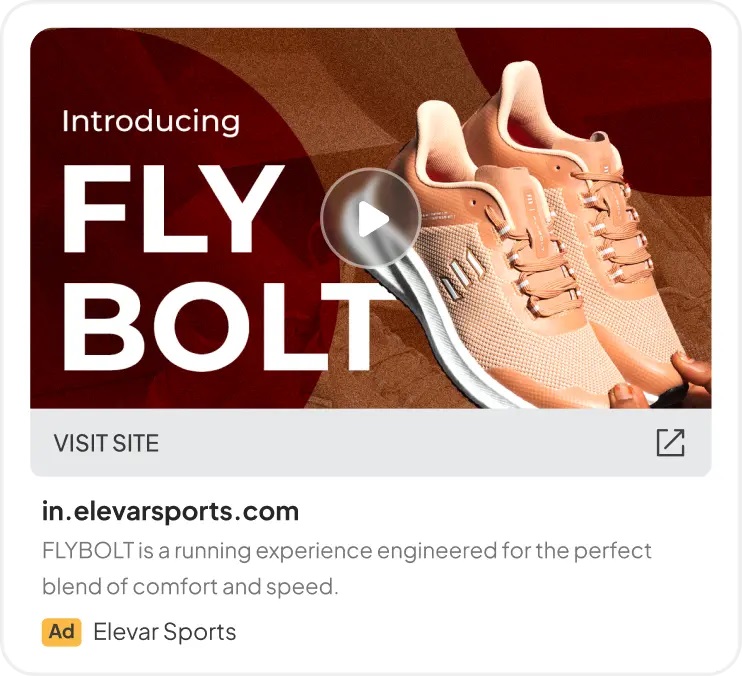 Introducing
FLY
BOLT
VISIT SITE
in.elevarsports.com
FLYBOLT is a running experience engineered for the perfect
blend of comfort and speed.
Ad Elevar Sports